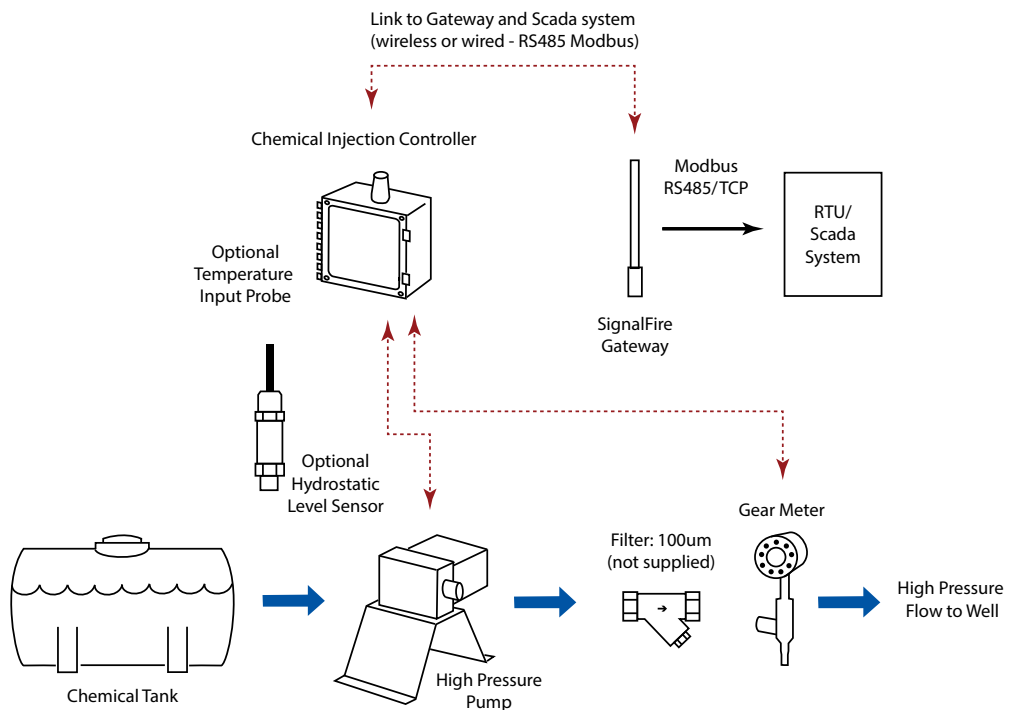 Link to Gateway and Scada system
(wireless or wired - RS485 Modbus)
Chemical Injection Controller
Modbus
RS485/TCP
RTU/
Scada
System
Optional
Temperature
Input Probe
SignalFire
Gateway
Optional
Hydrostatic
Level Sensor
Gear Meter
Filter: 100um
(not supplied)
High Pressure
Flow to Well
Chemical Tank
High Pressure
Pump